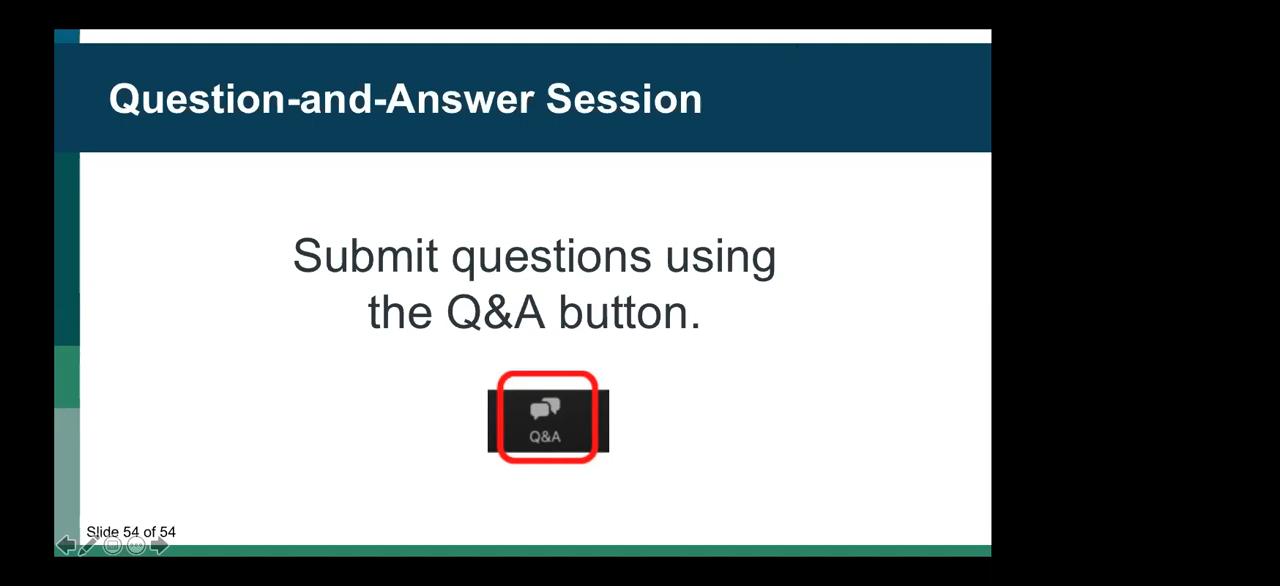 Question-and-Answer Session
Submit questions using
the Q&A button.
Q&A
Slide 54 of 54